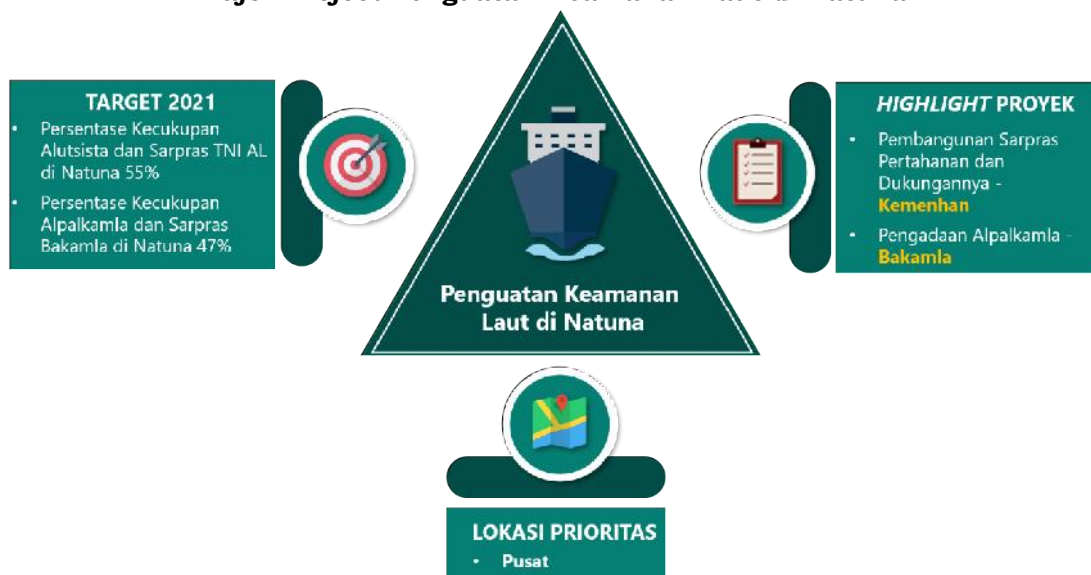 TARGET 2021
• Persentase Kecukupan
Alutsista dan Sarpras TNI AL
di Natuna 55%
• Persentase Kecukupan
Alpalkamla dan Sarpras
Bakamla di Natuna 47%
Penguatan Keamanan
Laut di Natuna
HIGHLIGHT PROYEK
• Pembangunan Sarpras
Pertahanan dan
Dukungannya -
Kemenhan
• Pengadaan Alpalkamla -
Bakamla
LOKASI PRIORITAS
• Pusat